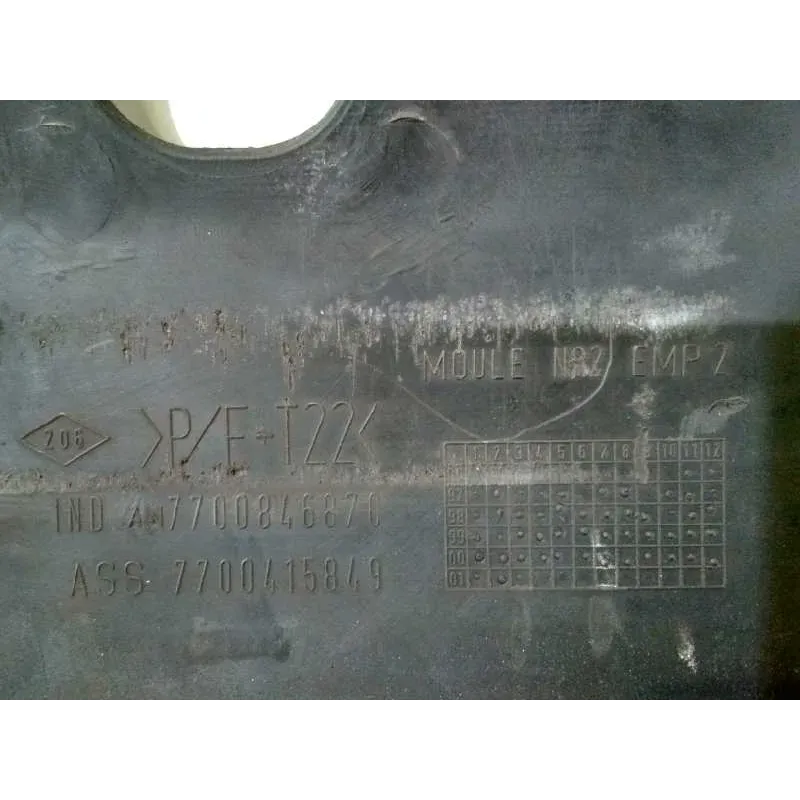 MOULE NR2 EMP 2
206 >P/E-T22<
IND A 7700846870
ASS 7700415849
1 2 3 4 5 6 7 8 9 10 11 12
97
98
99
00
01